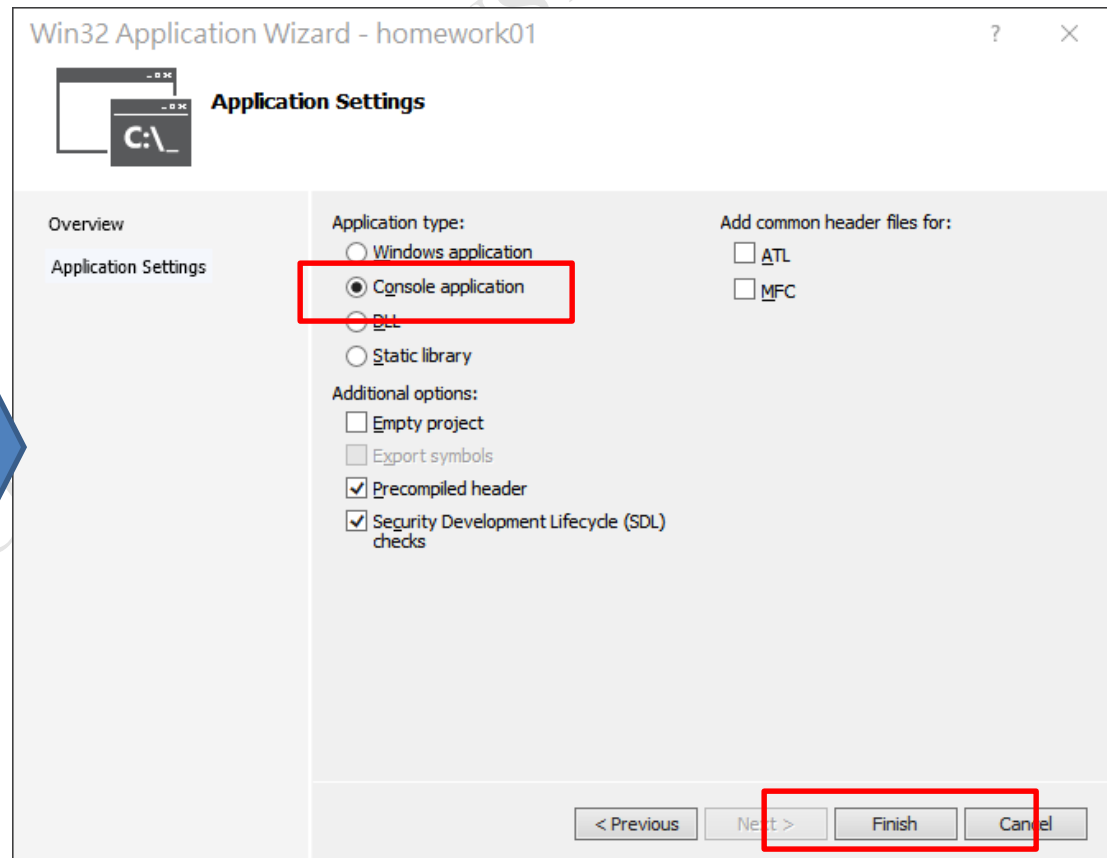 Win32 Application Wizard - homework01
?
C:\_
Application Settings
Overview
Application Settings
Application type:
Windows application
Console application
DLL
Static library
Additional options:
Empty project
Export symbols
Precompiled header
Security Development Lifecycle (SDL)
checks
Add common header files for:
ATL
MFC
< Previous
Next >
Finish
Cancel